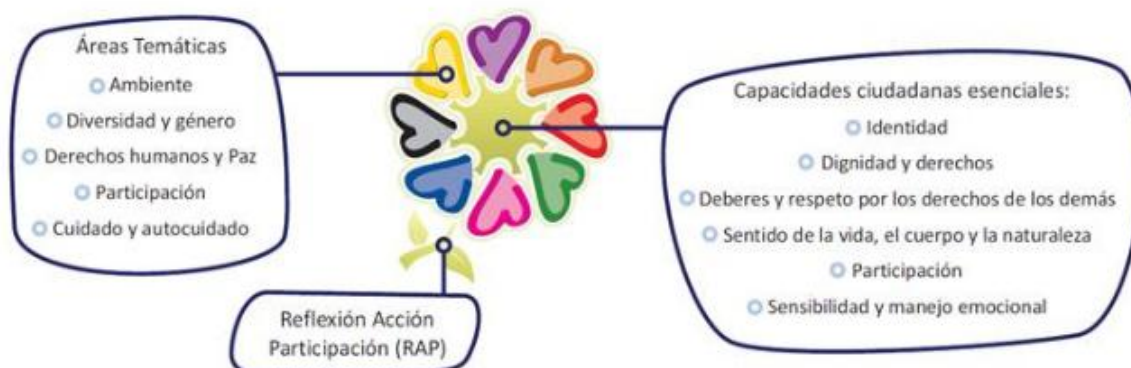 Áreas Temáticas
Ambiente
Diversidad y género
Derechos humanos y Paz
Participación
Cuidado y autocuidado
Reflexión Acción
Participación (RAP)
Capacidades ciudadanas esenciales:
Identidad
Dignidad y derechos
Deberes y respeto por los derechos de los demás
Sentido de la vida, el cuerpo y la naturaleza
Participación
Sensibilidad y manejo emocional